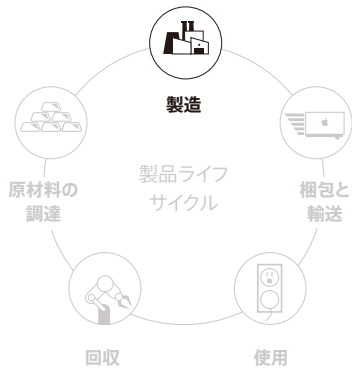 製造
原材料の
調達
製品ライフ
サイクル
梱包と
輸送
回収
使用